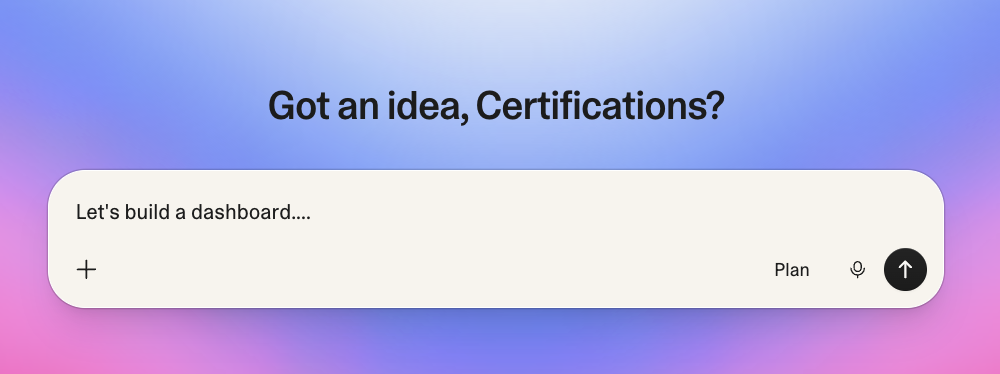 Got an idea, Certifications?
Let's build a dashboard....
Plan